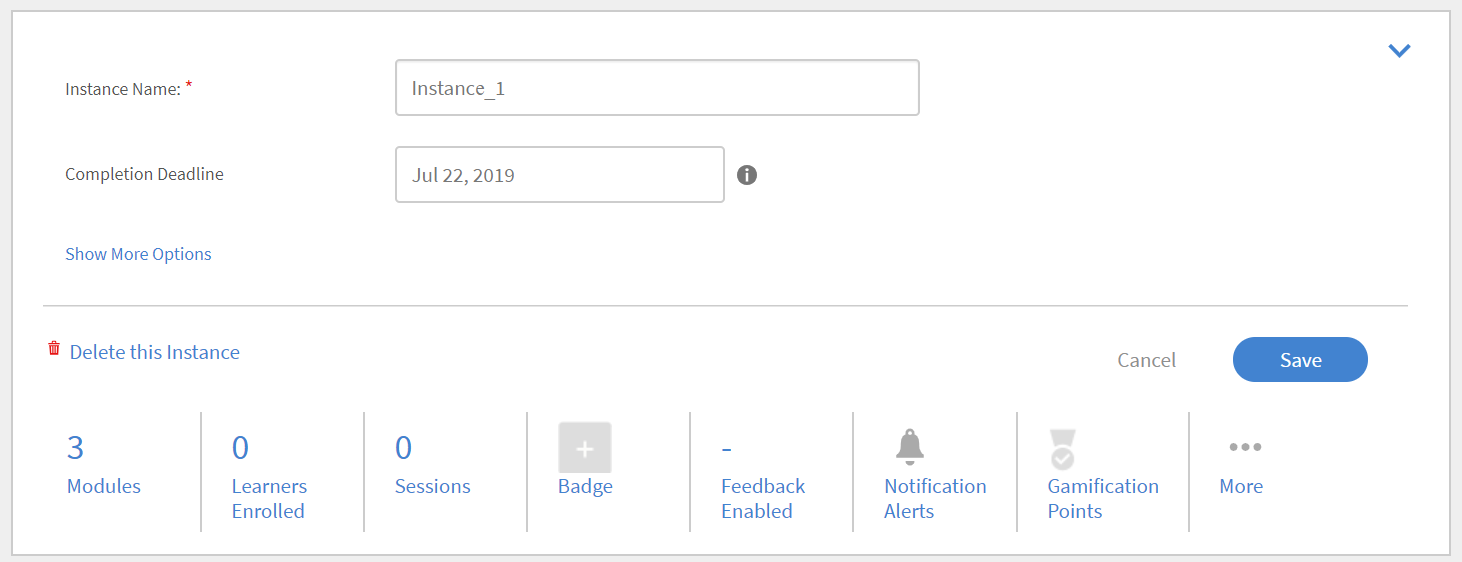 Instance Name: *
Instance_1
Completion Deadline
Jul 22, 2019
Show More Options
Delete this Instance
Cancel
Save
3
Modules
0
Learners
Enrolled
0
Sessions
Badge
-
Feedback
Enabled
Notification
Alerts
Gamification
Points
More